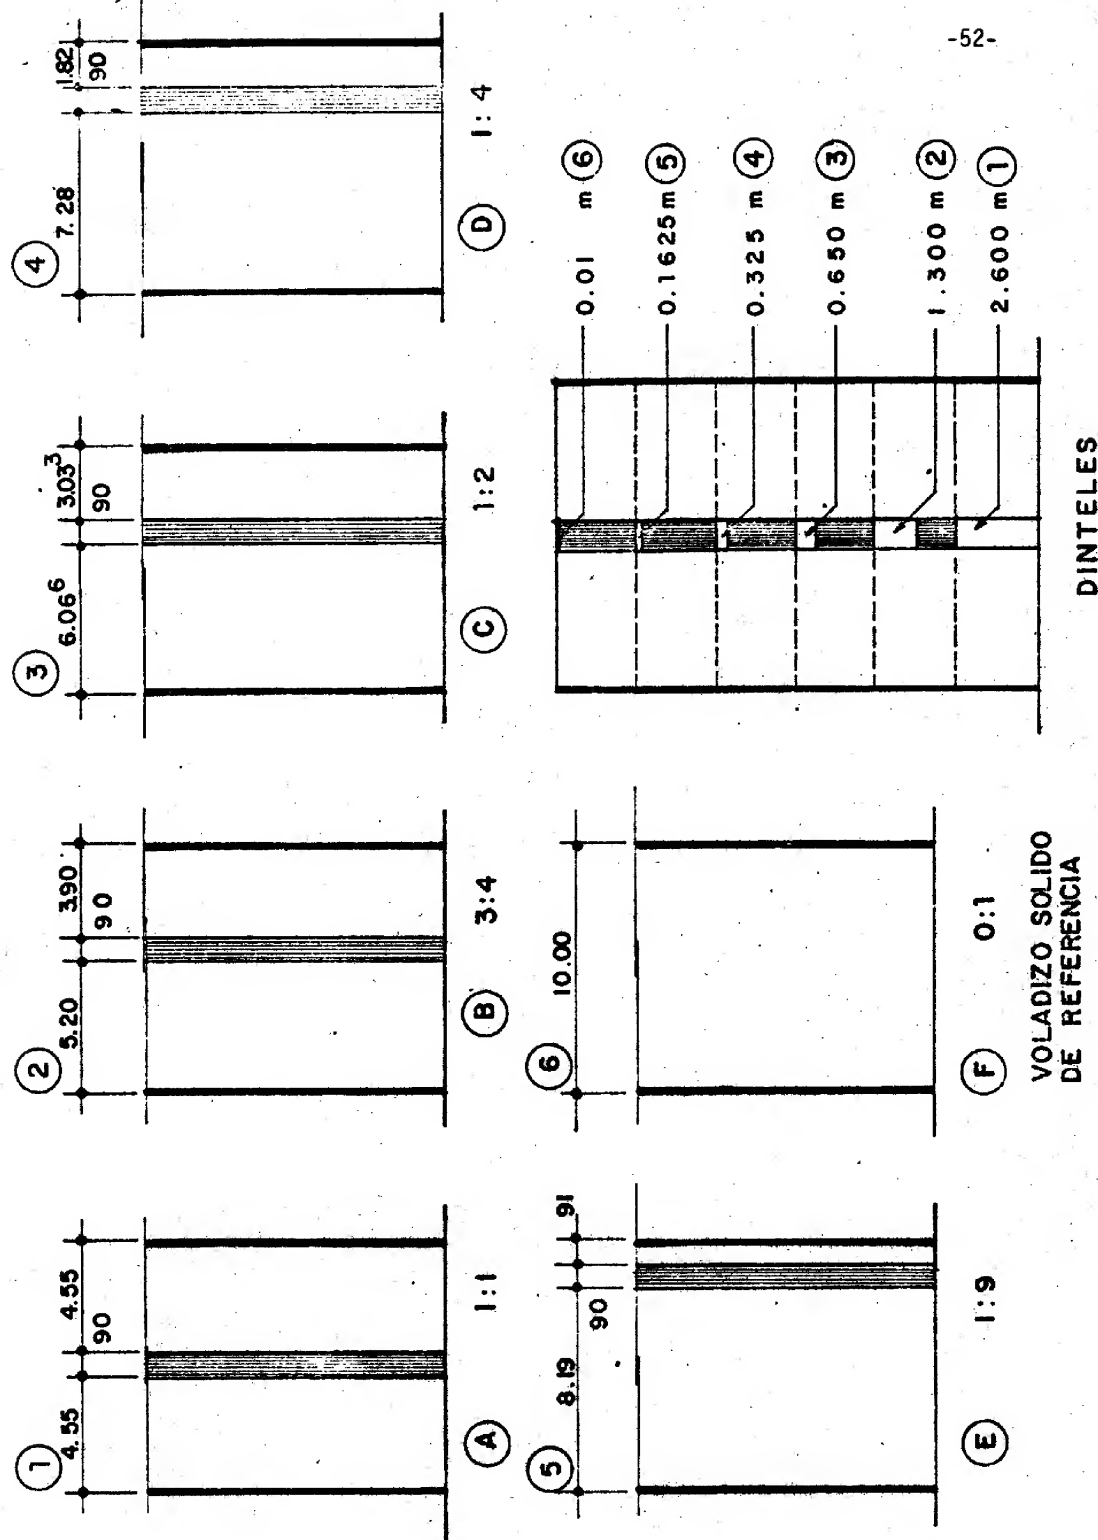 -52-
1
4.55
4.55
90
A
1:1
2
5.20
3.90
90
B
3:4
3
6.06⁶
3.03³
90
C
1:2
4
7.28
1.82
90
D
1:4
5
8.19
91
90
E
1:9
6
10.00
F
0:1
VOLADIZO SOLIDO
DE REFERENCIA
0.01 m 6
0.1625 m 5
0.325 m 4
0.650 m 3
1.300 m 2
2.600 m 1
DINTELES